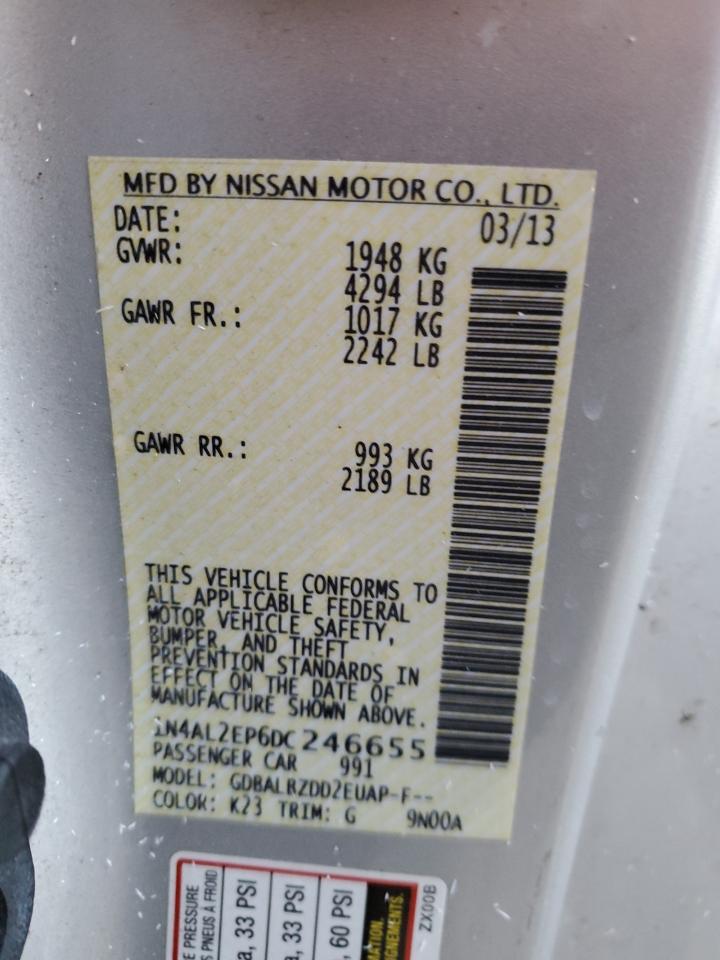 MFD BY NISSAN MOTOR CO., LTD.
DATE: 03/13
GVWR: 1948 KG
4294 LB
GAWR FR.: 1017 KG
2242 LB
GAWR RR.: 993 KG
2189 LB
THIS VEHICLE CONFORMS TO
ALL APPLICABLE FEDERAL
MOTOR VEHICLE SAFETY,
BUMPER, AND THEFT
PREVENTION STANDARDS IN
EFFECT ON THE DATE OF
MANUFACTURE SHOWN ABOVE.
1N4AL2EP6DC246655
PASSENGER CAR 991
MODEL: GDBALRZDD2EUAP-F--
COLOR: K23 TRIM: G 9N00A
PRESSURE
PNEUS À FROID
33 PSI
33 PSI
60 PSI
ZX00B